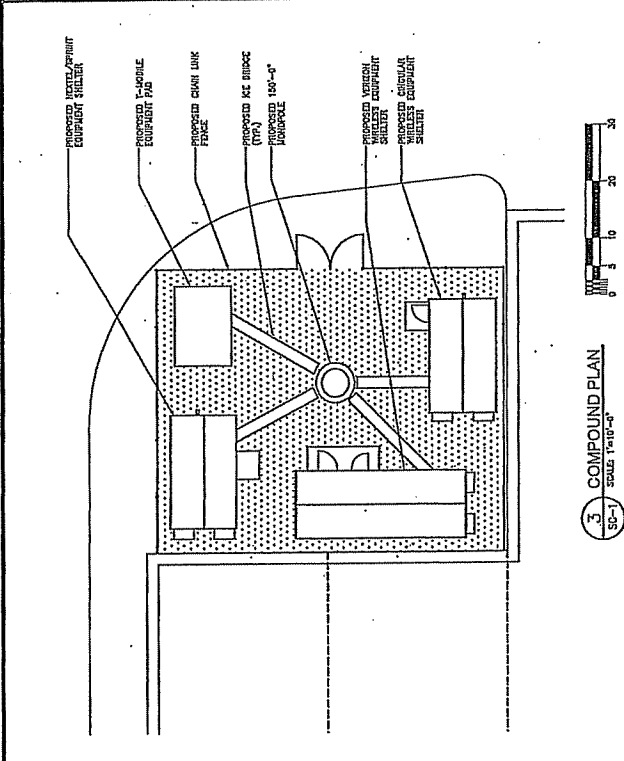 PROPOSED NEXTEL/SPRINT
EQUIPMENT SHELTER
PROPOSED T-MOBILE
EQUIPMENT PAD
PROPOSED CHAIN LINK
FENCE
PROPOSED ICE BRIDGE
(TYP.)
PROPOSED 150'-0"
MONOPOLE
PROPOSED VERIZON
WIRELESS EQUIPMENT
SHELTER
PROPOSED CINGULAR
WIRELESS EQUIPMENT
SHELTER
0 5 10 20 30
3
SC-1
COMPOUND PLAN
SCALE: 1"=10'-0"